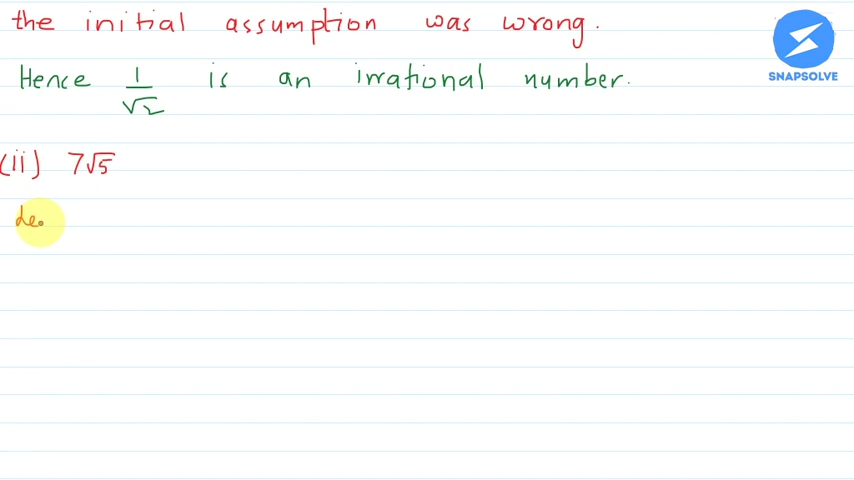 the initial assumption was wrong.
SNAPSOLVE
Hence 1/√2 is an irrational number.
(ii) 7√5